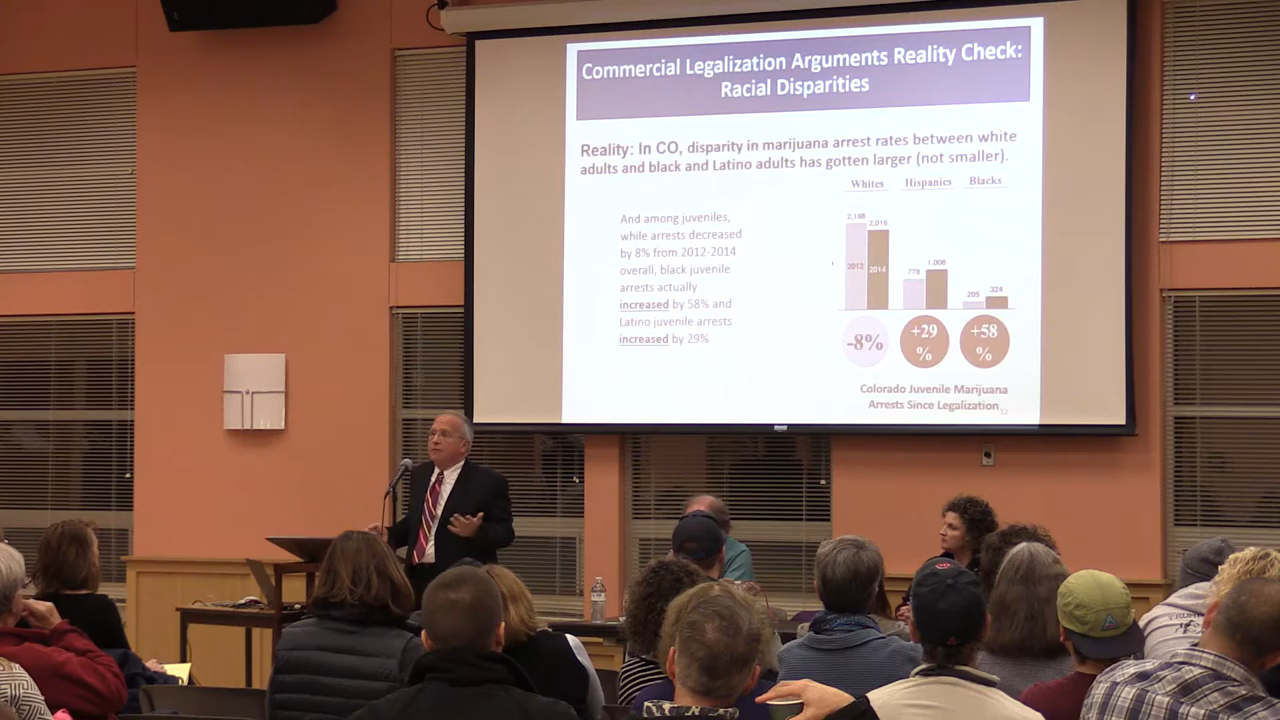 Commercial Legalization Arguments Reality Check:
Racial Disparities
Reality: In CO, disparity in marijuana arrest rates between white
adults and black and Latino adults has gotten larger (not smaller).
And among juveniles,
while arrests decreased
by 8% from 2012-2014
overall, black juvenile
arrests actually
increased by 58% and
Latino juvenile arrests
increased by 29%
Whites Hispanics Blacks
2,198 2,016
778 1,006
205 324
2012 2014
-8% +29 % +58 %
Colorado Juvenile Marijuana
Arrests Since Legalization
12